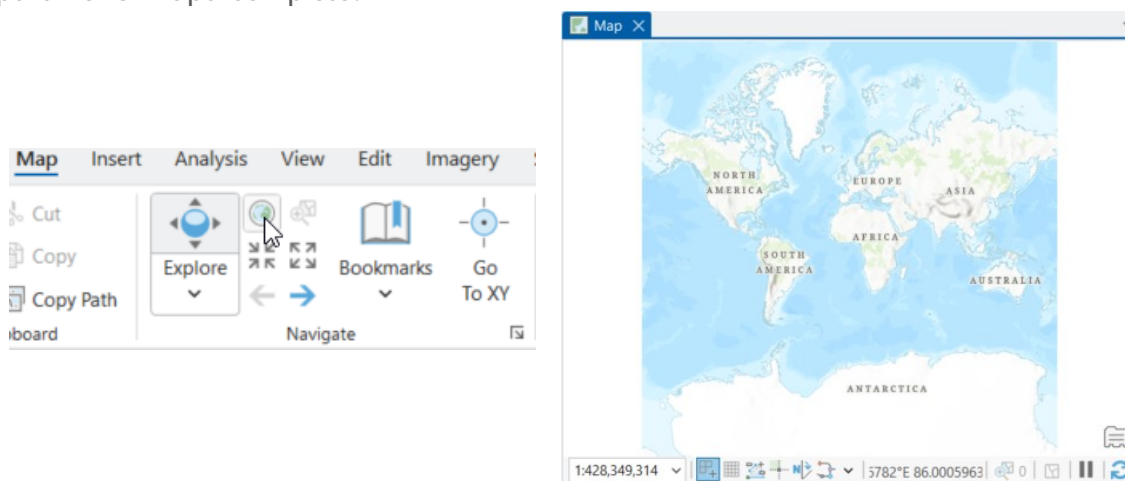 Map
Map Insert Analysis View Edit Imagery
Cut
Copy
Copy Path
Explore
Bookmarks
Go
To XY
Navigate
NORTH
AMERICA
EUROPE
ASIA
AFRICA
SOUTH
AMERICA
AUSTRALIA
ANTARCTICA
1:428,349,314
5782°E 86.0005963
0